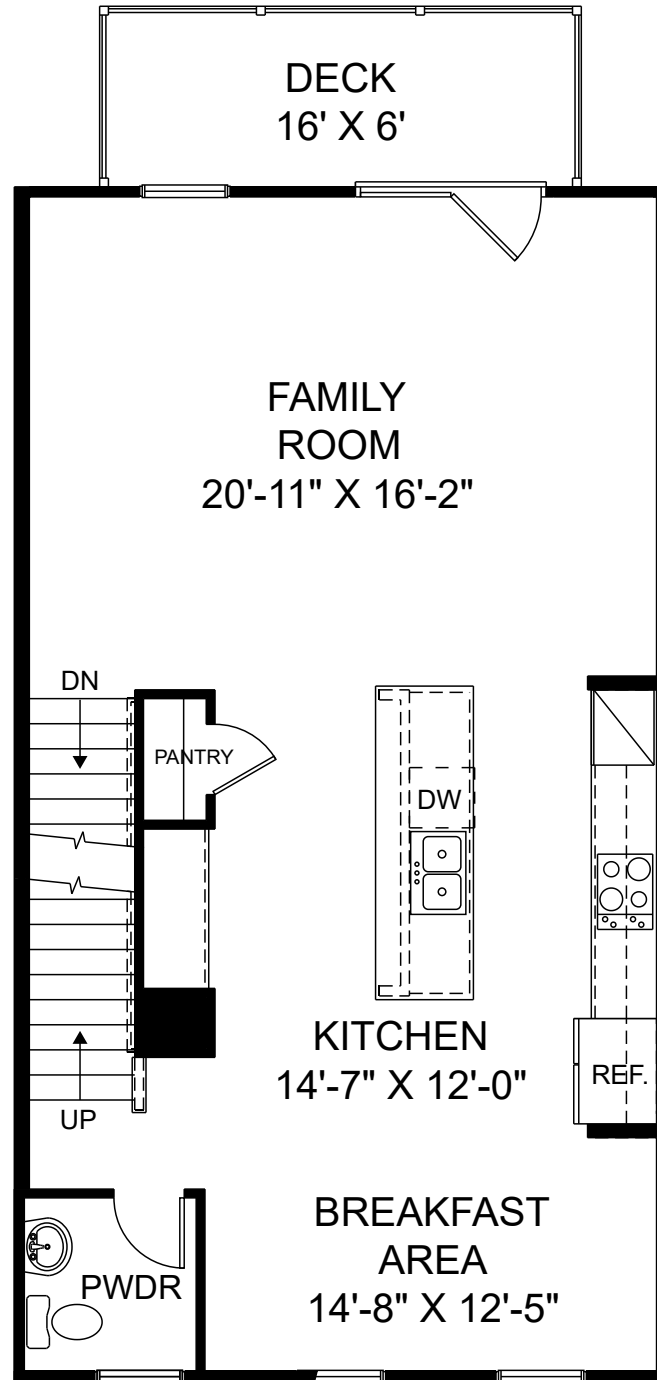 DECK
16' X 6'
FAMILY
ROOM
20'-11" X 16'-2"
DN
PANTRY
DW
KITCHEN
14'-7" X 12'-0"
REF.
UP
BREAKFAST
AREA
14'-8" X 12'-5"
PWDR